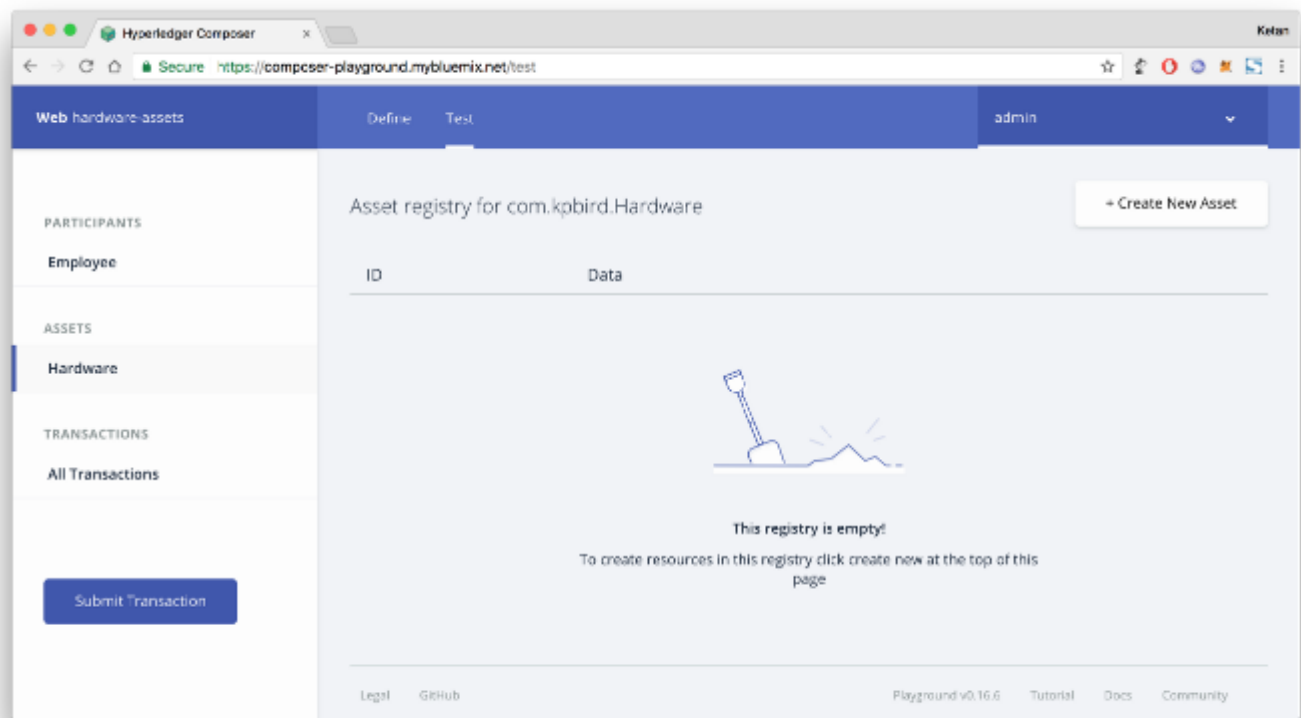 Hyperledger Composer
Ketan
Secure https://composer-playground.mybluemix.net/test
Web hardware-assets
Define Test
admin
PARTICIPANTS
Employee
ASSETS
Hardware
TRANSACTIONS
All Transactions
Submit Transaction
Asset registry for com.kpbird.Hardware
+ Create New Asset
ID Data
This registry is empty!
To create resources in this registry click create new at the top of this
page
Legal GitHub
Playground v0.16.6 Tutorial Docs Community